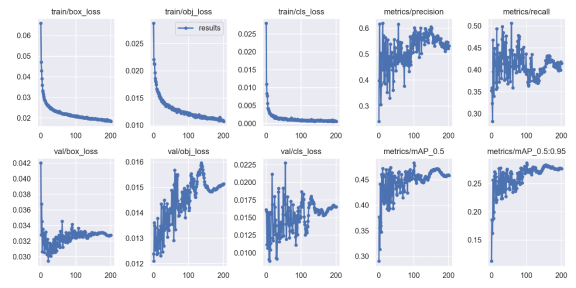 train/box_loss
train/obj_loss
train/cls_loss
metrics/precision
metrics/recall
results
0.06
0.05
0.04
0.03
0.02
0.025
0.020
0.015
0.010
0.025
0.020
0.015
0.010
0.005
0.000
0.6
0.5
0.4
0.3
0.50
0.45
0.40
0.35
0.30
0 100 200
0 100 200
0 100 200
0 100 200
0 100 200
val/box_loss
val/obj_loss
val/cls_loss
metrics/mAP_0.5
metrics/mAP_0.5:0.95
0.042
0.040
0.038
0.036
0.034
0.032
0.030
0.016
0.015
0.014
0.013
0.012
0.0225
0.0200
0.0175
0.0150
0.0125
0.0100
0.45
0.40
0.35
0.30
0.25
0.20
0.15
0 100 200
0 100 200
0 100 200
0 100 200
0 100 200